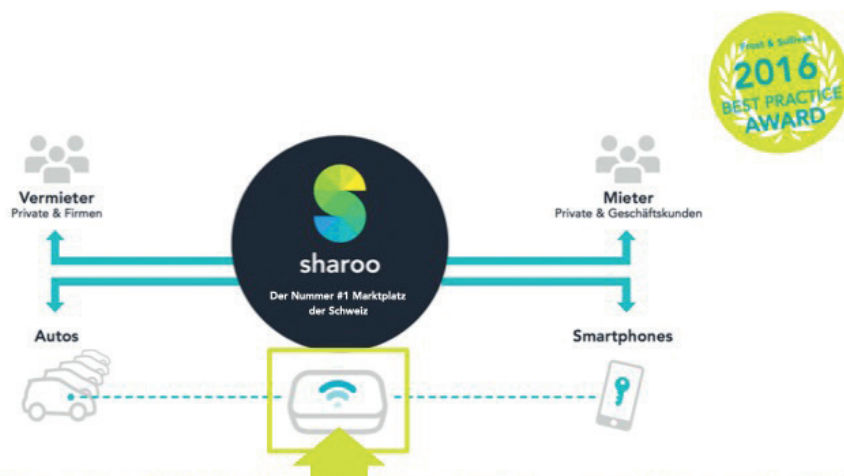 Frost & Sullivan
2016
BEST PRACTICE
AWARD
Vermieter
Private & Firmen
Mieter
Private & Geschäftskunden
sharoo
Der Nummer #1 Marktplatz
der Schweiz
Autos
Smartphones